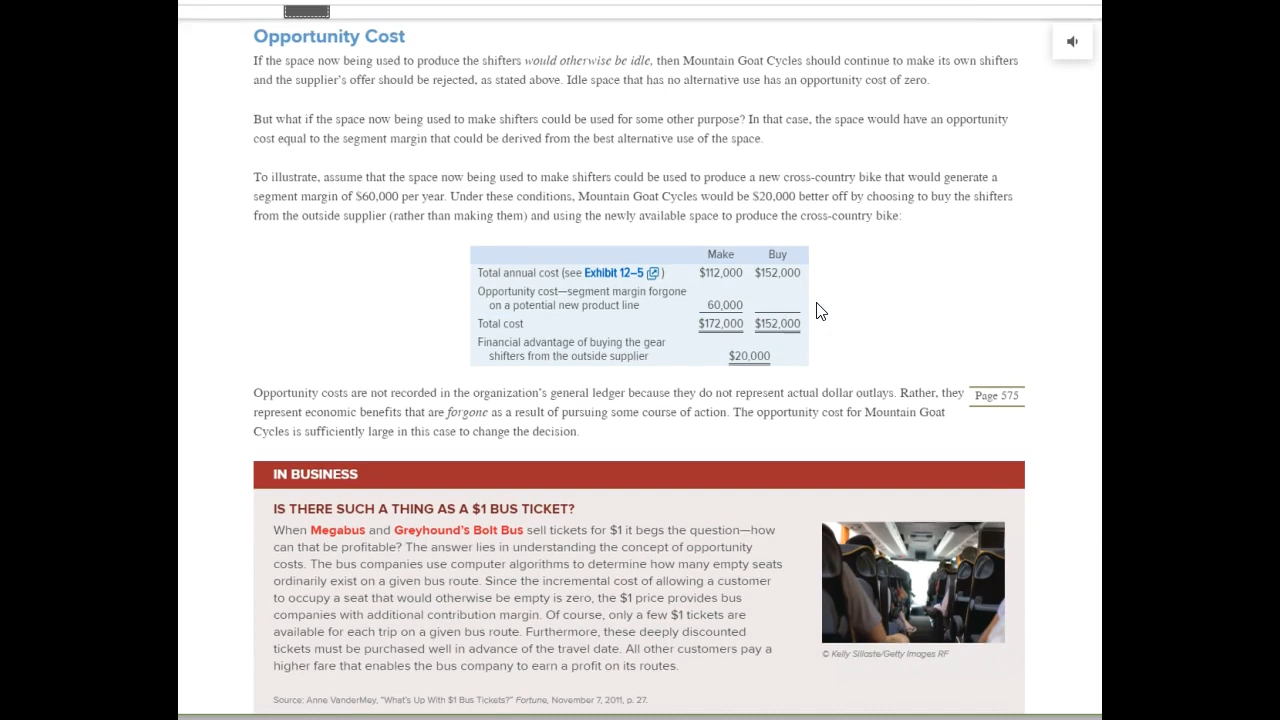 Opportunity Cost
If the space now being used to produce the shifters would otherwise be idle, then Mountain Goat Cycles should continue to make its own shifters
and the supplier's offer should be rejected, as stated above. Idle space that has no alternative use has an opportunity cost of zero.
But what if the space now being used to make shifters could be used for some other purpose? In that case, the space would have an opportunity
cost equal to the segment margin that could be derived from the best alternative use of the space.
To illustrate, assume that the space now being used to make shifters could be used to produce a new cross-country bike that would generate a
segment margin of $60,000 per year. Under these conditions, Mountain Goat Cycles would be $20,000 better off by choosing to buy the shifters
from the outside supplier (rather than making them) and using the newly available space to produce the cross-country bike:
Make Buy
Total annual cost (see Exhibit 12–5 ) $112,000 $152,000
Opportunity cost—segment margin forgone
on a potential new product line 60,000
Total cost $172,000 $152,000
Financial advantage of buying the gear
shifters from the outside supplier $20,000
Opportunity costs are not recorded in the organization's general ledger because they do not represent actual dollar outlays. Rather, they
Page 575
represent economic benefits that are forgone as a result of pursuing some course of action. The opportunity cost for Mountain Goat
Cycles is sufficiently large in this case to change the decision.
IN BUSINESS
IS THERE SUCH A THING AS A $1 BUS TICKET?
When Megabus and Greyhound's Bolt Bus sell tickets for $1 it begs the question—how
can that be profitable? The answer lies in understanding the concept of opportunity
costs. The bus companies use computer algorithms to determine how many empty seats
ordinarily exist on a given bus route. Since the incremental cost of allowing a customer
to occupy a seat that would otherwise be empty is zero, the $1 price provides bus
companies with additional contribution margin. Of course, only a few $1 tickets are
available for each trip on a given bus route. Furthermore, these deeply discounted
tickets must be purchased well in advance of the travel date. All other customers pay a
higher fare that enables the bus company to earn a profit on its routes.
© Kelly Sillaste/Getty Images RF
Source: Anne VanderMey, "What's Up With $1 Bus Tickets?" Fortune, November 7, 2011, p. 27.